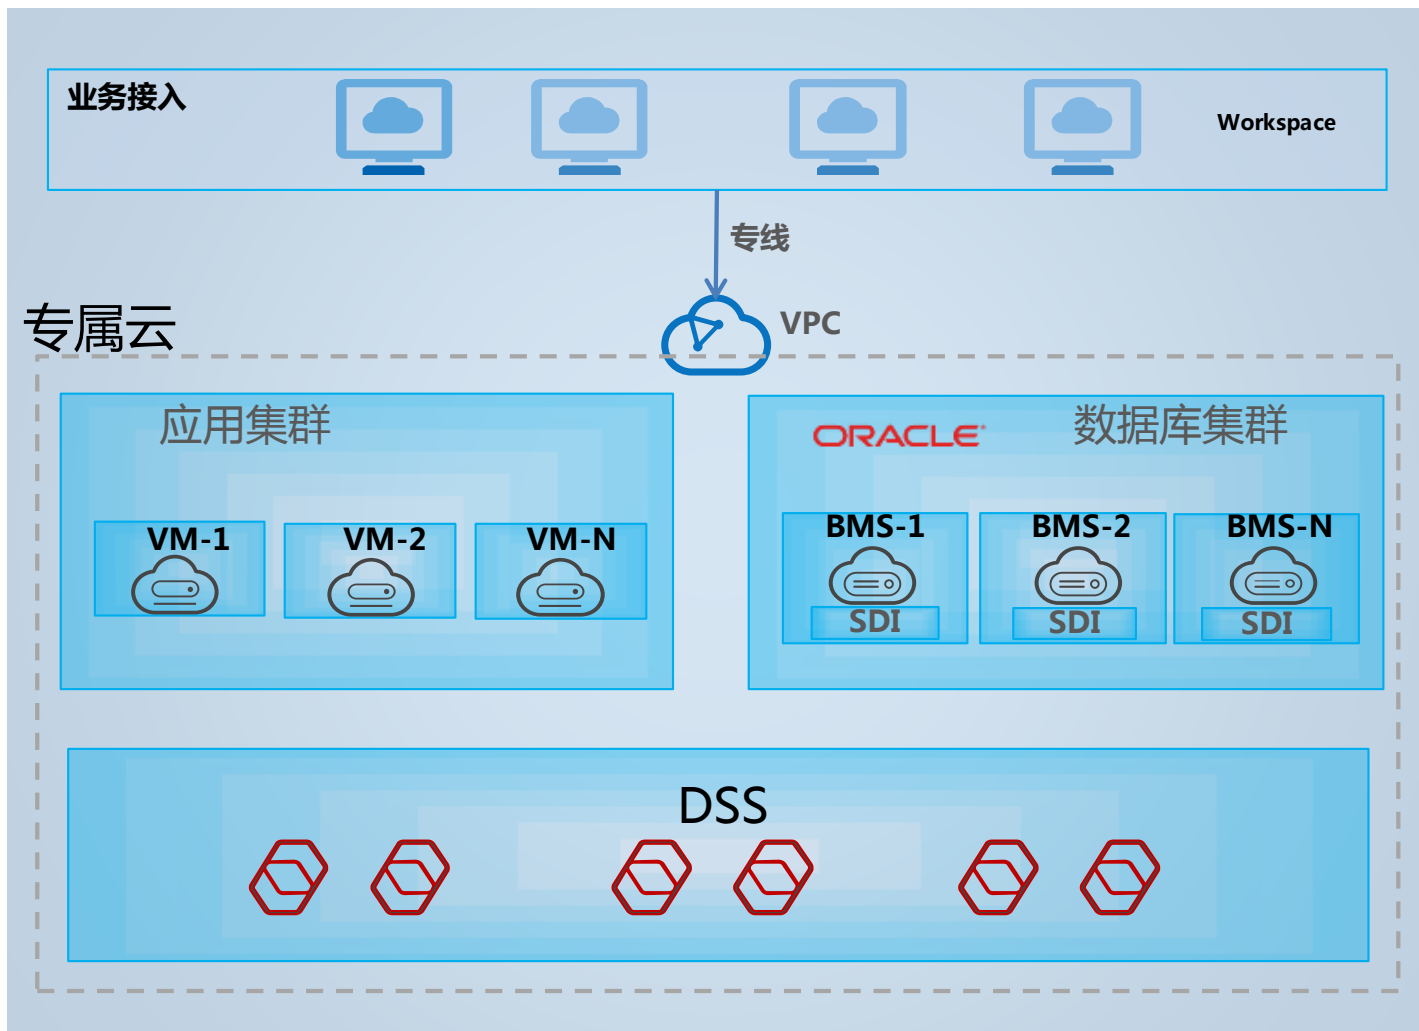 业务接入
Workspace
专线
VPC
专属云
应用集群
ORACLE
数据库集群
VM-1
VM-2
VM-N
BMS-1
BMS-2
BMS-N
SDI
SDI
SDI
DSS